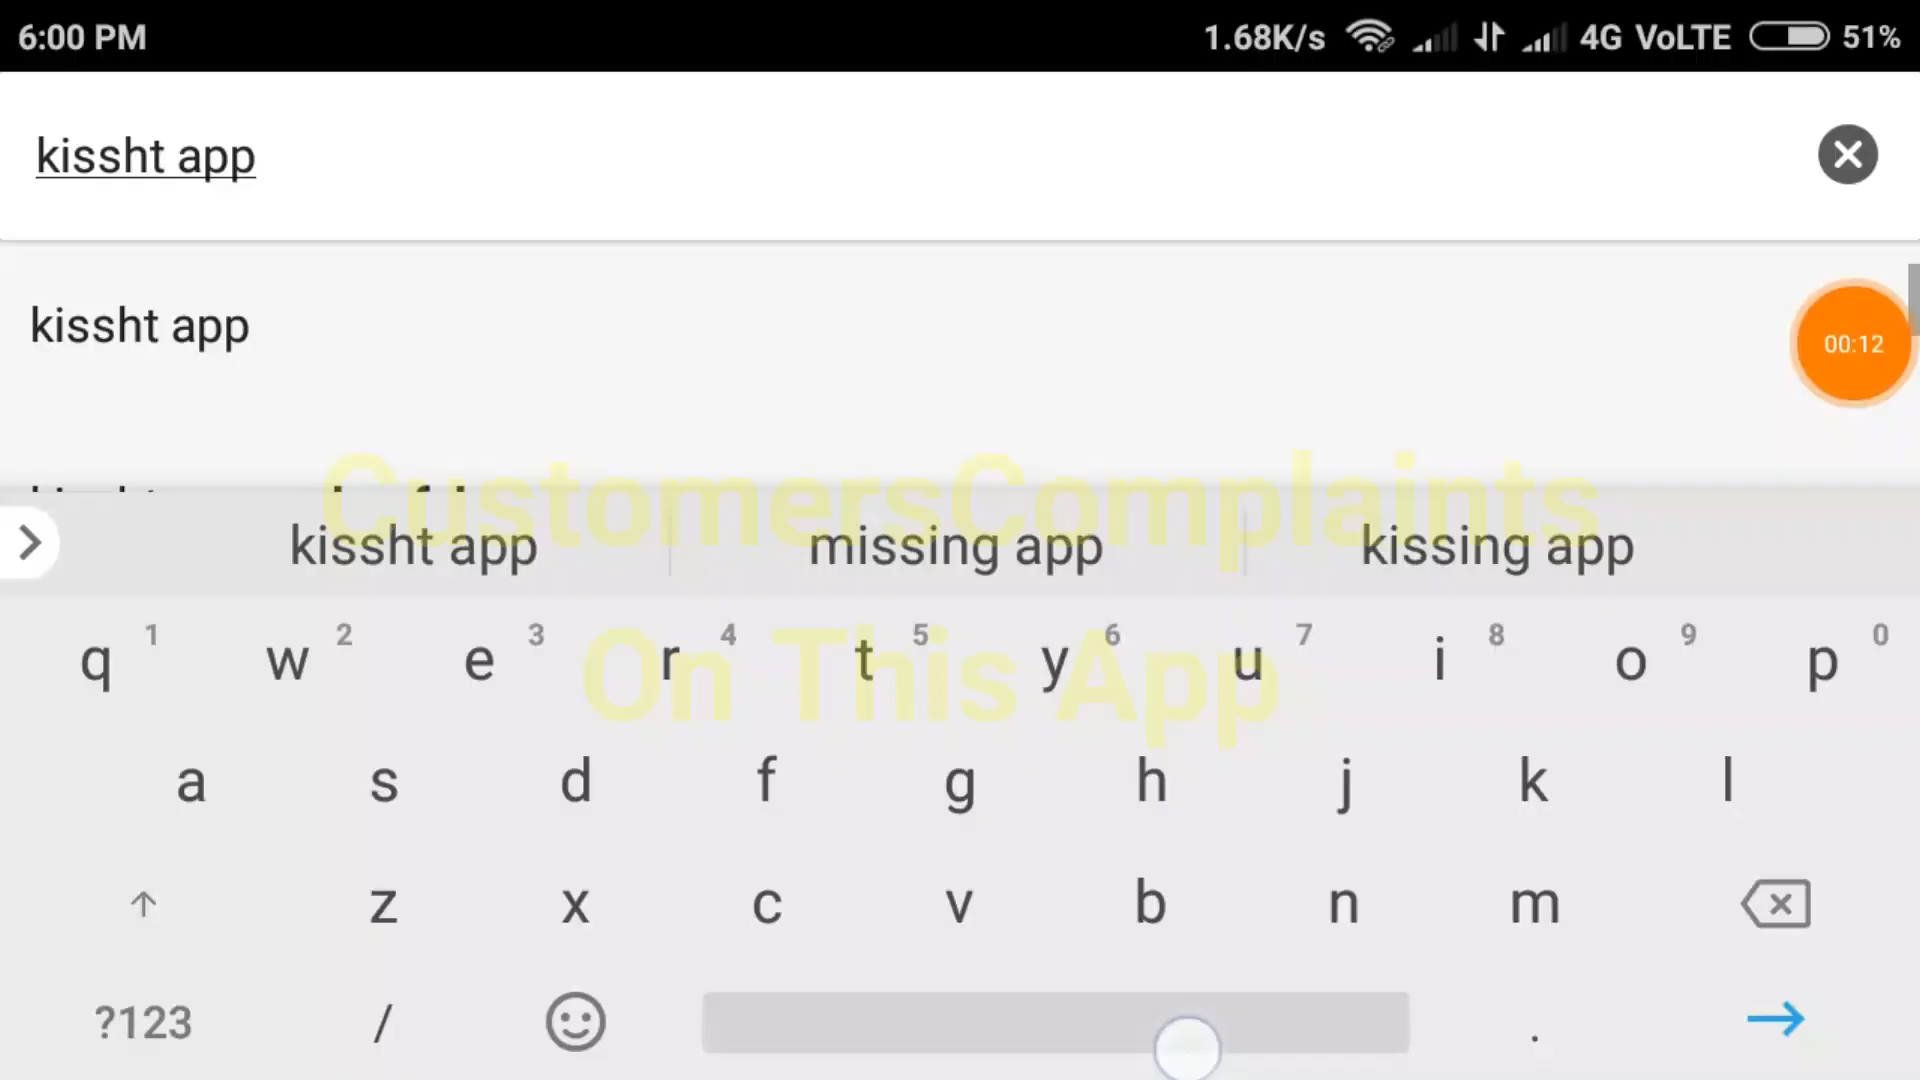 6:00 PM
1.68K/s 4G VoLTE 51%
kissht app
kissht app
00:12
CustomersComplaints
kissht app missing app kissing app
On This App
1 2 3 4 5 6 7 8 9 0
q w e r t y u i o p
a s d f g h j k l
z x c v b n m
?123 / .